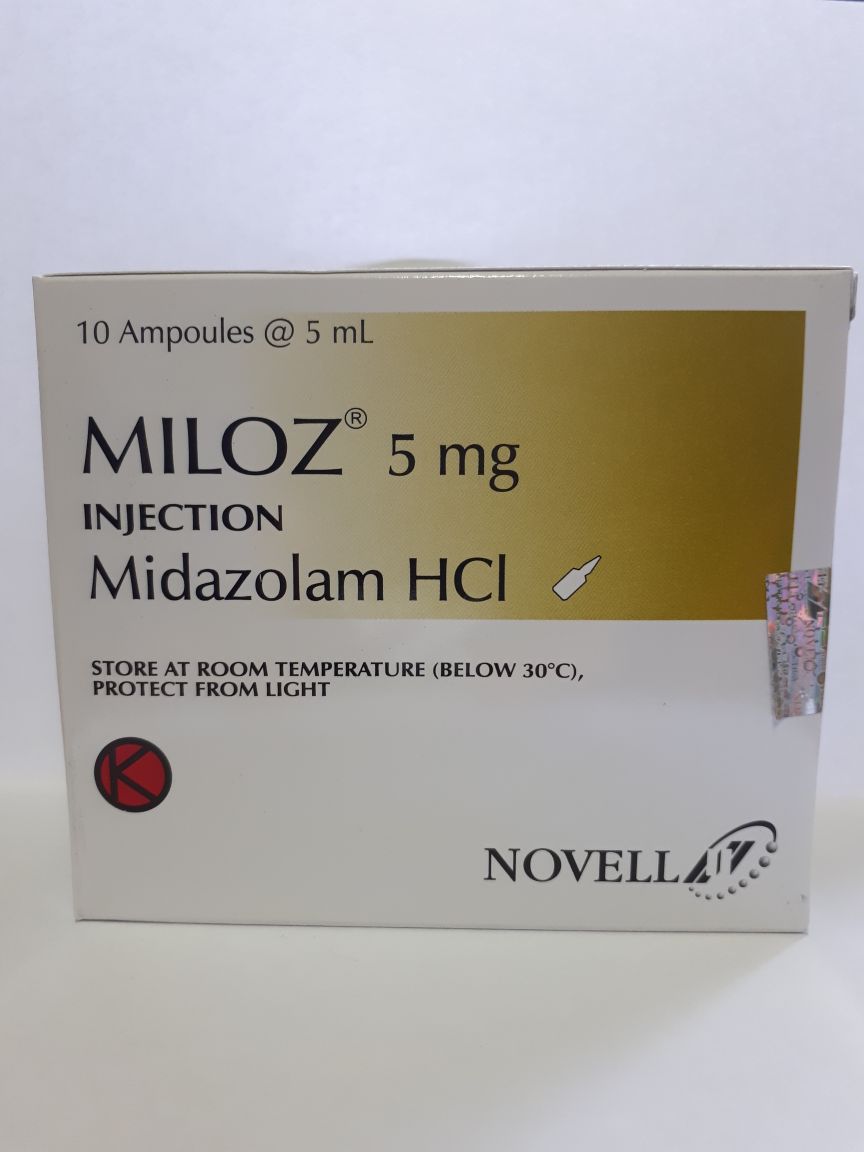 10 Ampoules @ 5 mL
MILOZ® 5 mg
INJECTION
Midazolam HCl
STORE AT ROOM TEMPERATURE (BELOW 30°C),
PROTECT FROM LIGHT
K
NOVELL